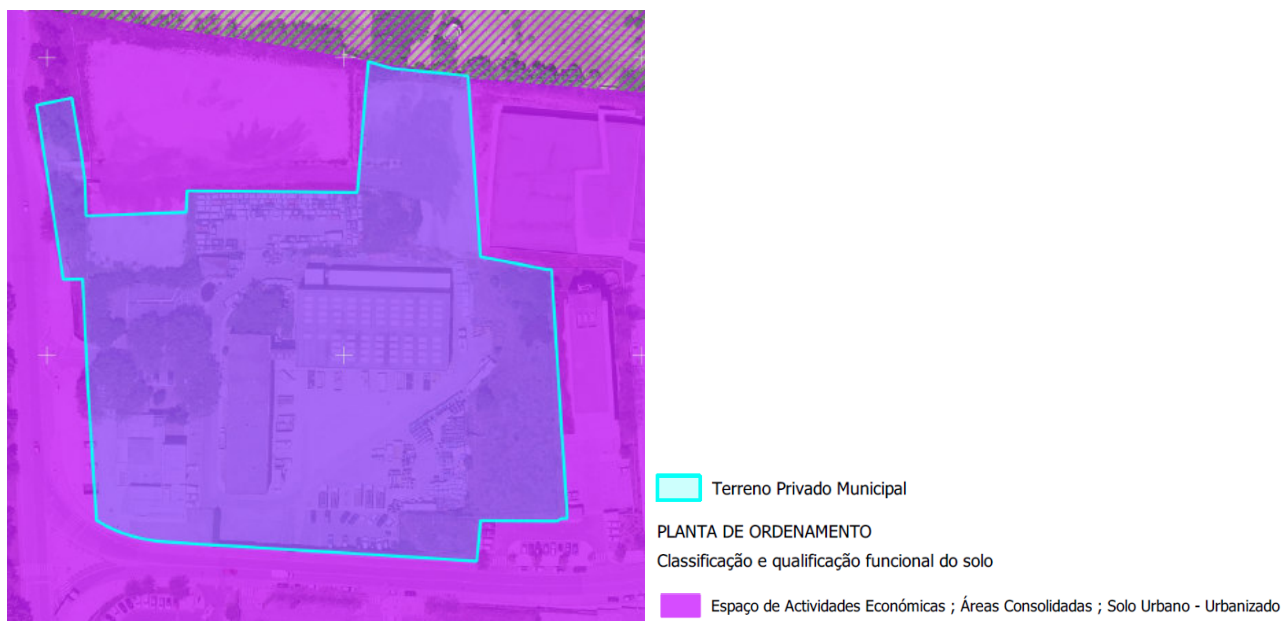 Terreno Privado Municipal
PLANTA DE ORDENAMENTO
Classificação e qualificação funcional do solo
Espaço de Actividades Económicas ; Áreas Consolidadas ; Solo Urbano - Urbanizado